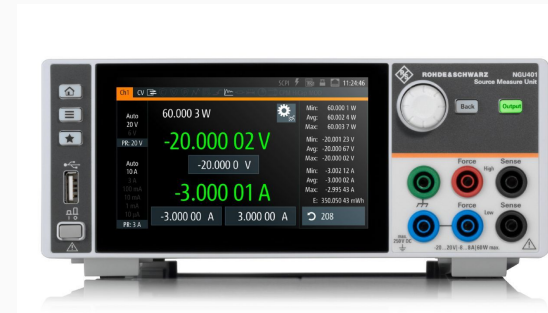 SCPI 11:24:46
ROHDE&SCHWARZ NGU401
Source Measure Unit
Ch1 CV
Auto
20 V
PR: 20 V
60.000 3 W
-20.000 02 V
-20.000 0 V
Auto
10 A
100 mA
10 mA
1 mA
10 µA
PR: 3 A
-3.000 01 A
-3.000 00 A
3.000 00 A
Min: 60.000 1 W
Avg: 60.002 4 W
Max: 60.003 7 W
Min: -20.001 23 V
Avg: -20.000 67 V
Max: -20.000 02 V
Min: -3.002 12 A
Avg: -3.000 02 A
Max: -2.995 43 A
E: 350.050 43 mWh
208
Back
Output
Force
High
Sense
Force
Low
Sense
max.
250V DC
60W max.